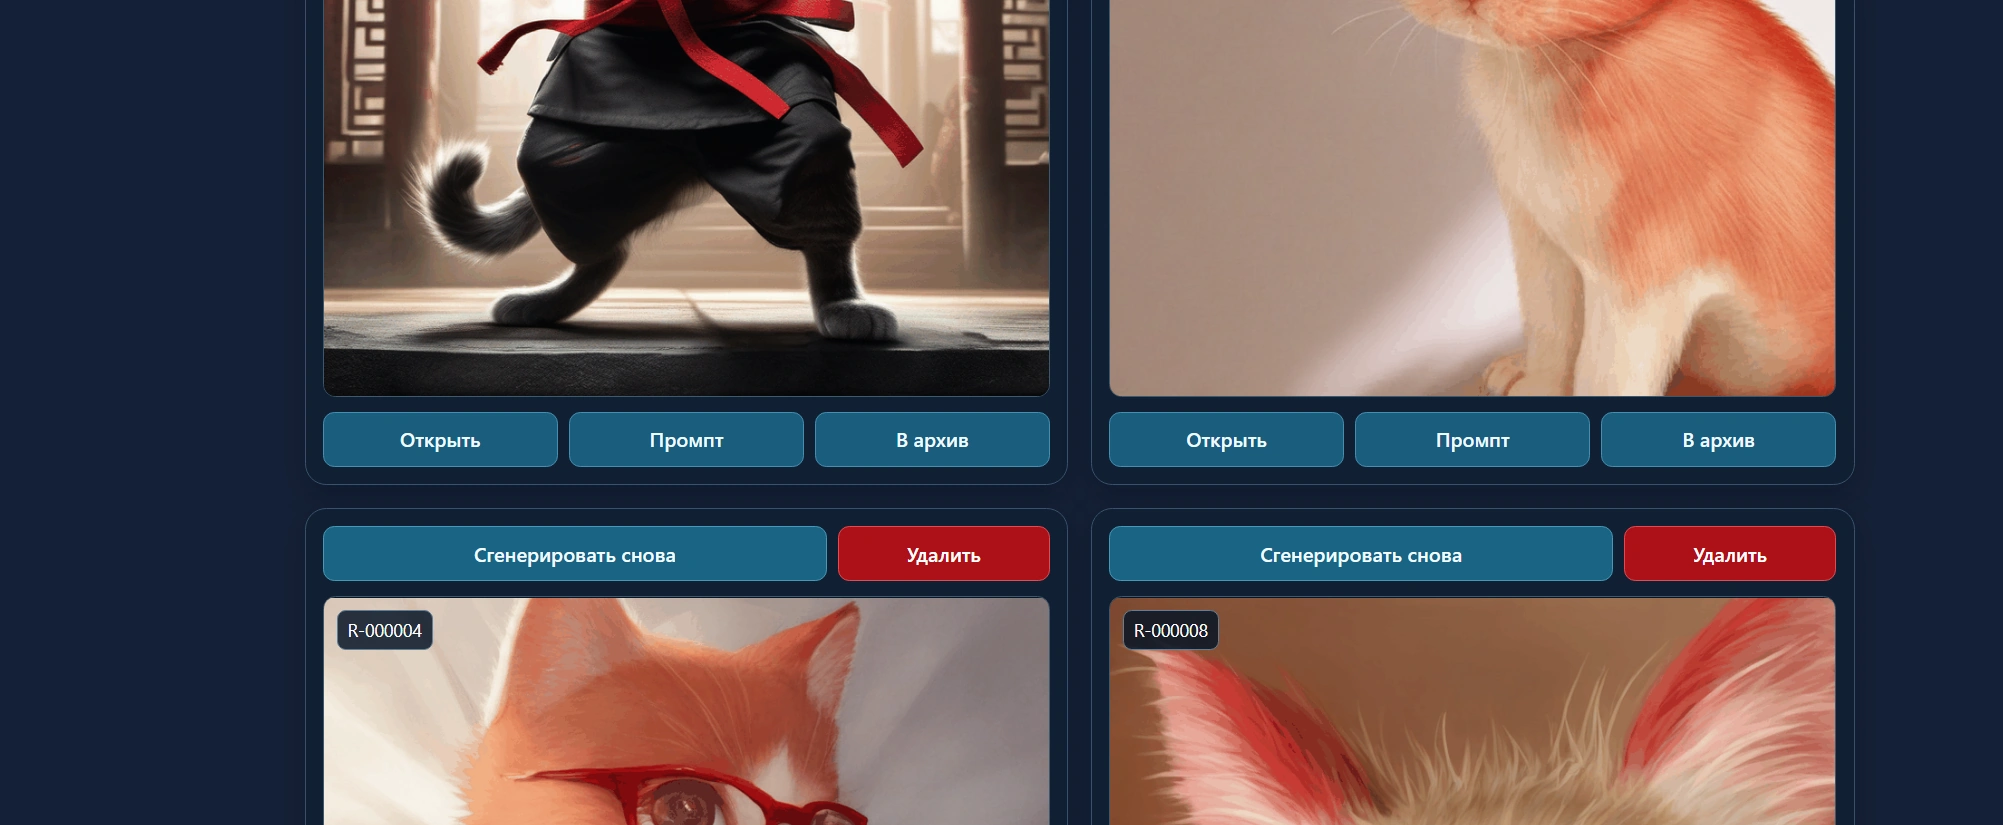 Открыть
Промпт
В архив
Открыть
Промпт
В архив
Сгенерировать снова
Удалить
Сгенерировать снова
Удалить
R-000004
R-000008